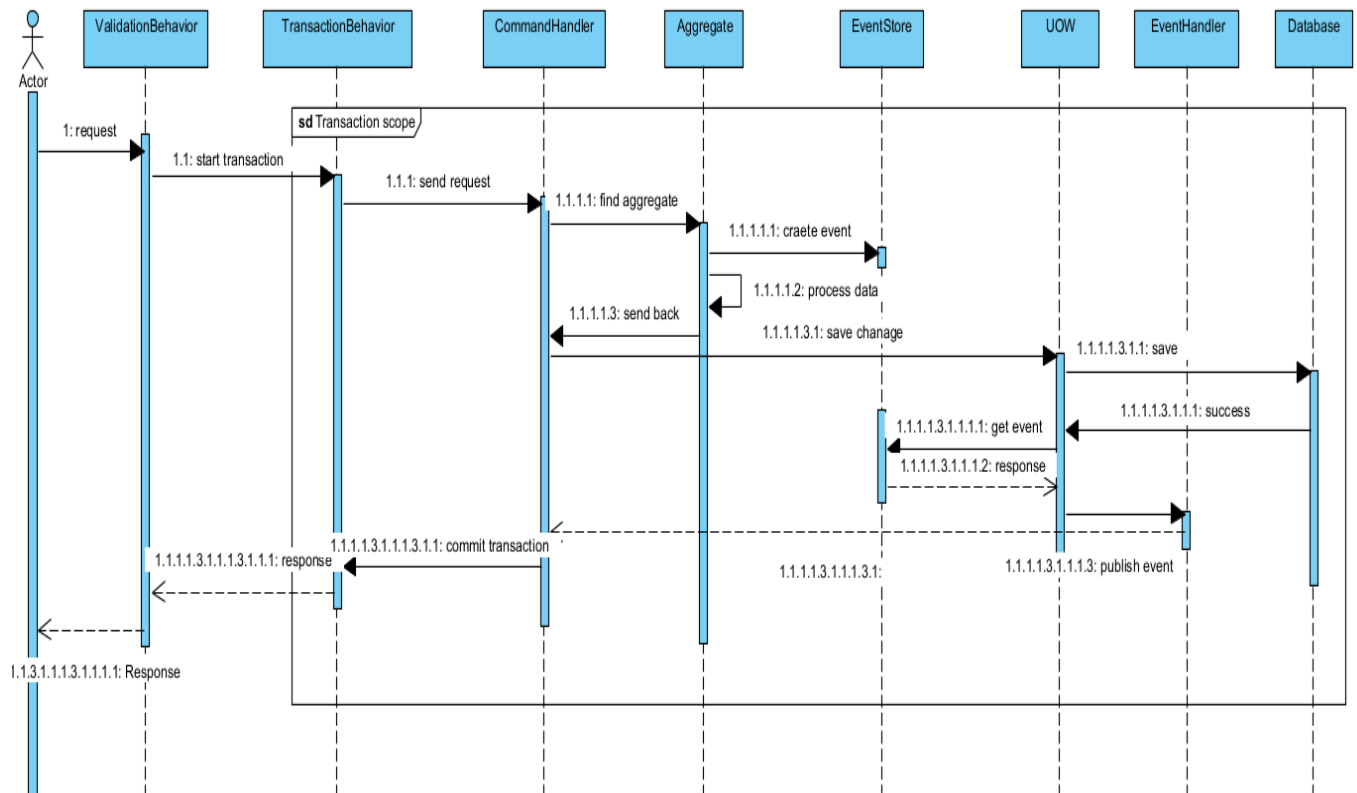 ValidationBehavior
TransactionBehavior
CommandHandler
Aggregate
EventStore
UOW
EventHandler
Database
Actor
sd Transaction scope
1: request
1.1: start transaction
1.1.1: send request
1.1.1.1: find aggregate
1.1.1.1.1: craete event
1.1.1.1.2: process data
1.1.1.1.3: send back
1.1.1.1.3.1: save chanage
1.1.1.1.3.1.1: save
1.1.1.1.3.1.1.1: success
1.1.1.1.3.1.1.1.1: get event
1.1.1.1.3.1.1.1.2: response
1.1.1.1.3.1.1.1.3.1.1: commit transaction
1.1.1.1.3.1.1.1.3.1.1.1: response
1.1.1.1.3.1.1.1.3.1:
1.1.1.1.3.1.1.1.3: publish event
1.1.3.1.1.1.3.1.1.1.1: Response